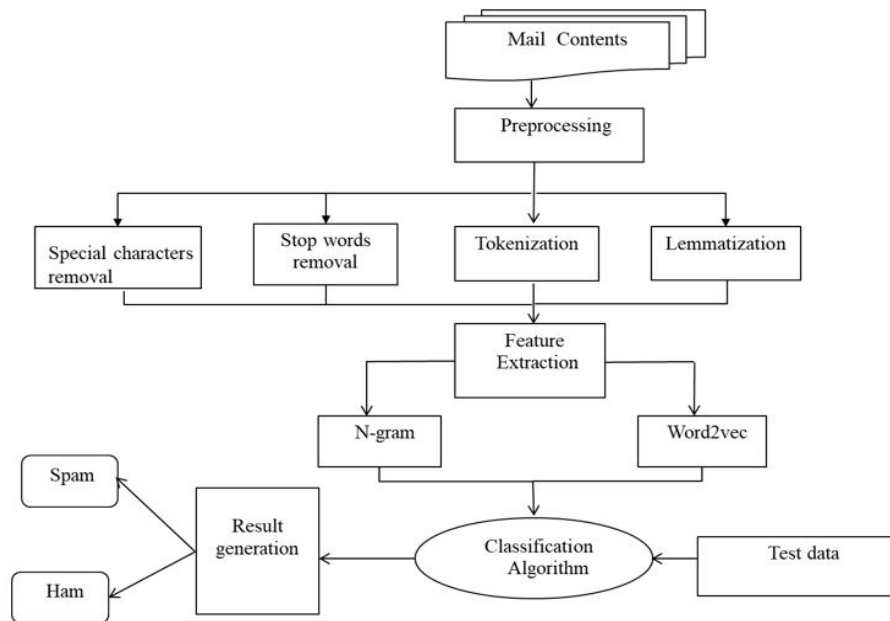 Mail Contents
Preprocessing
Special characters
removal
Stop words
removal
Tokenization
Lemmatization
Feature
Extraction
N-gram
Word2vec
Spam
Result
generation
Classification
Algorithm
Test data
Ham